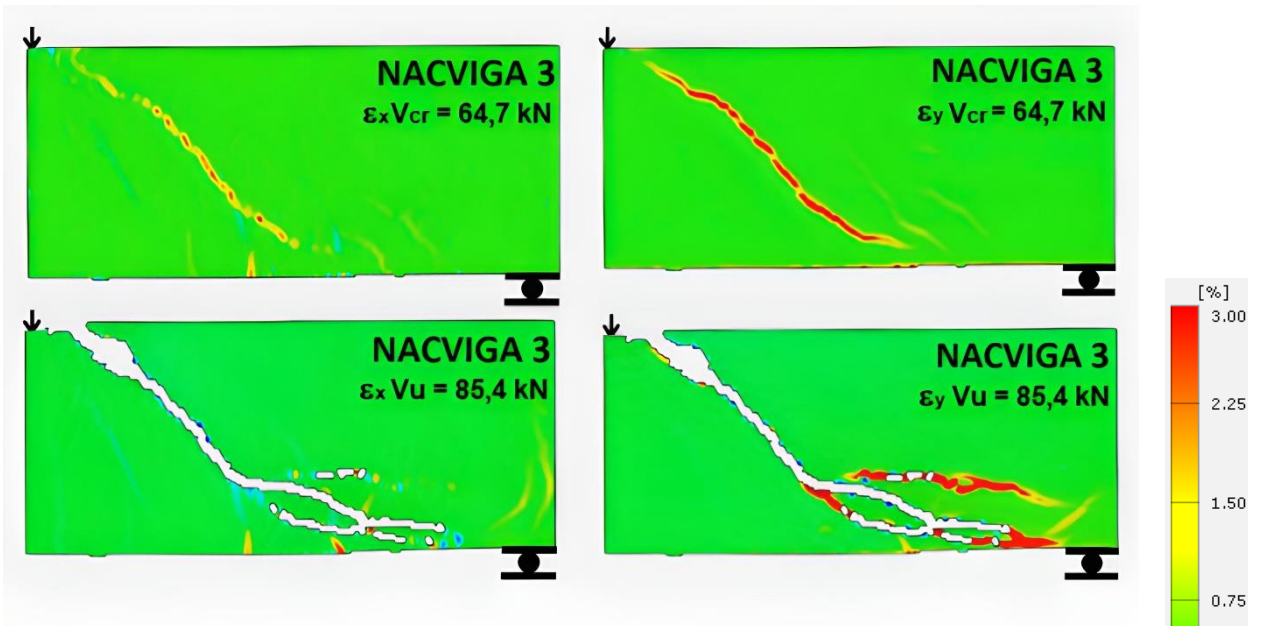 NACVIGA 3
εx Vcr = 64,7 kN
NACVIGA 3
εy Vcr = 64,7 kN
NACVIGA 3
εx Vu = 85,4 kN
NACVIGA 3
εy Vu = 85,4 kN
[%]
3.00
2.25
1.50
0.75